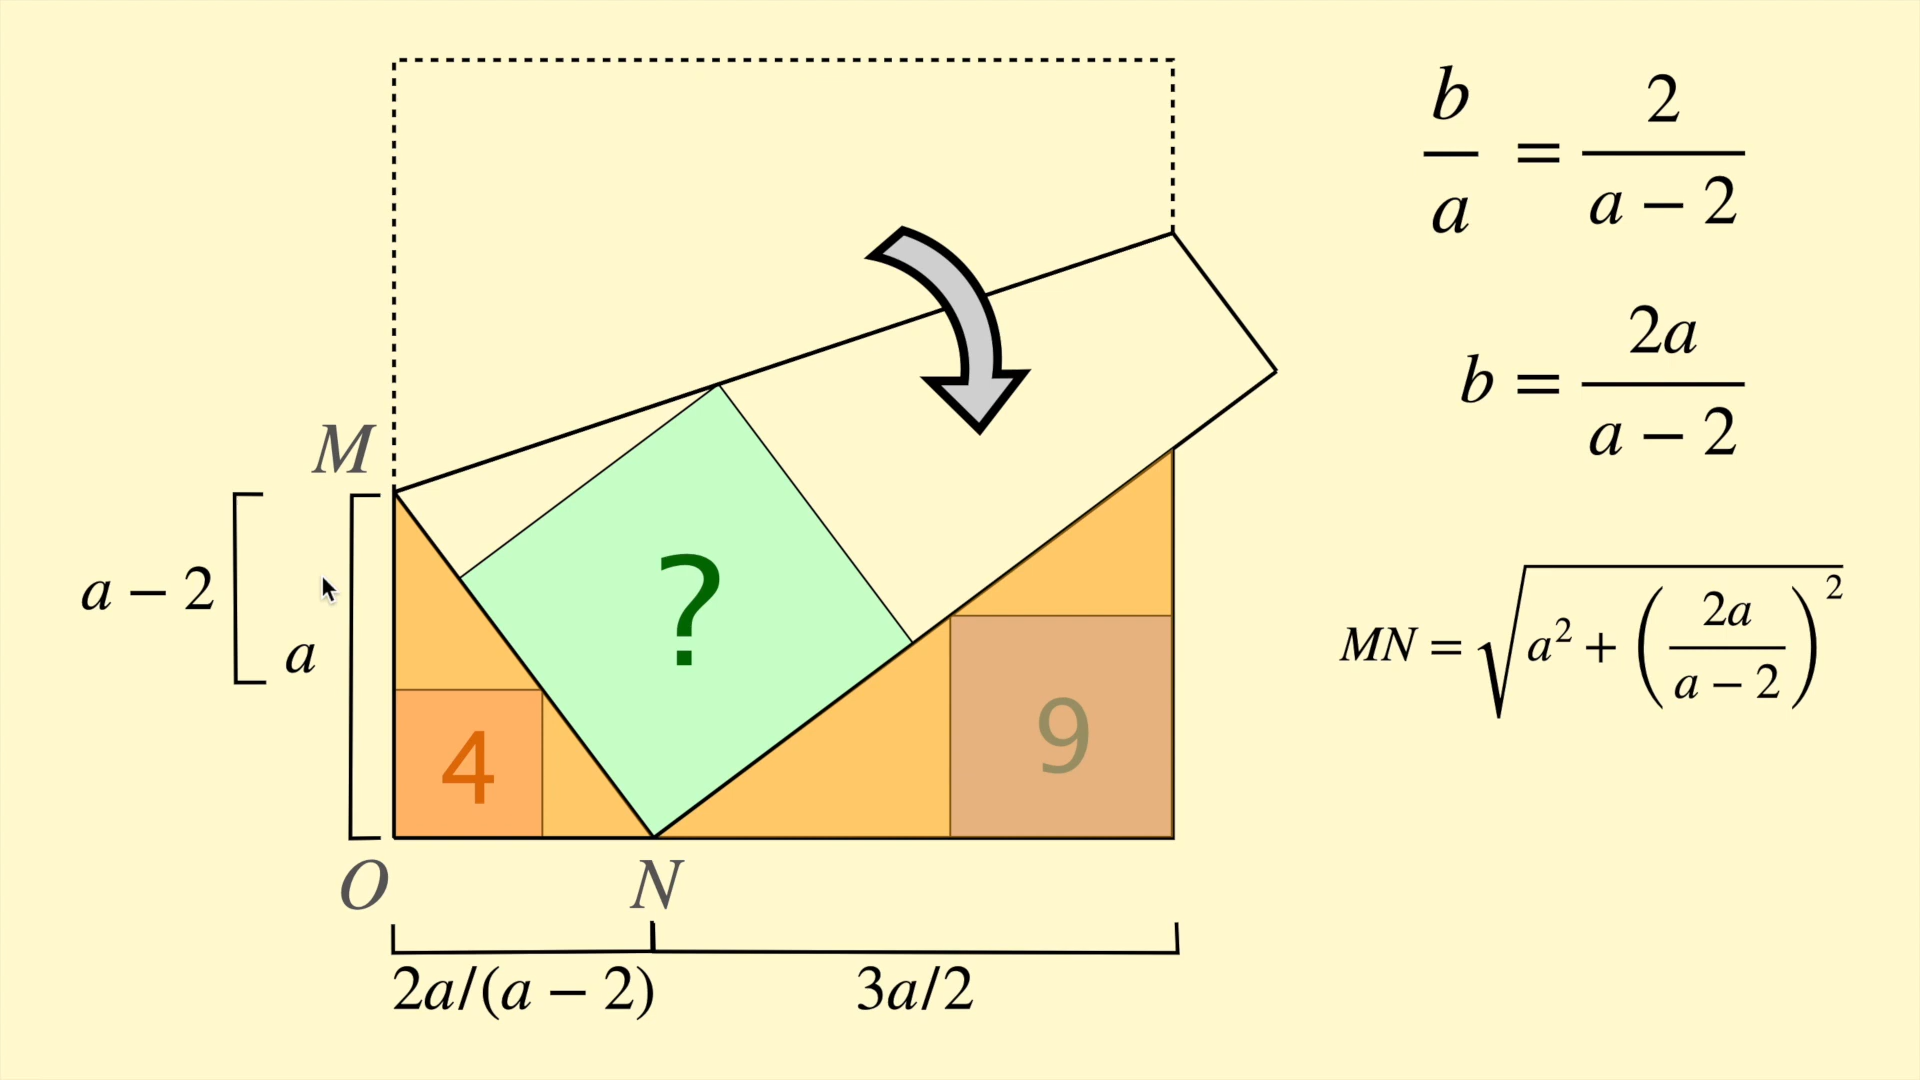 b/a = 2/(a − 2)
b = 2a/(a − 2)
M
a − 2
a
?
MN = √(a² + (2a/(a − 2))²)
4
9
O
N
2a/(a − 2)
3a/2